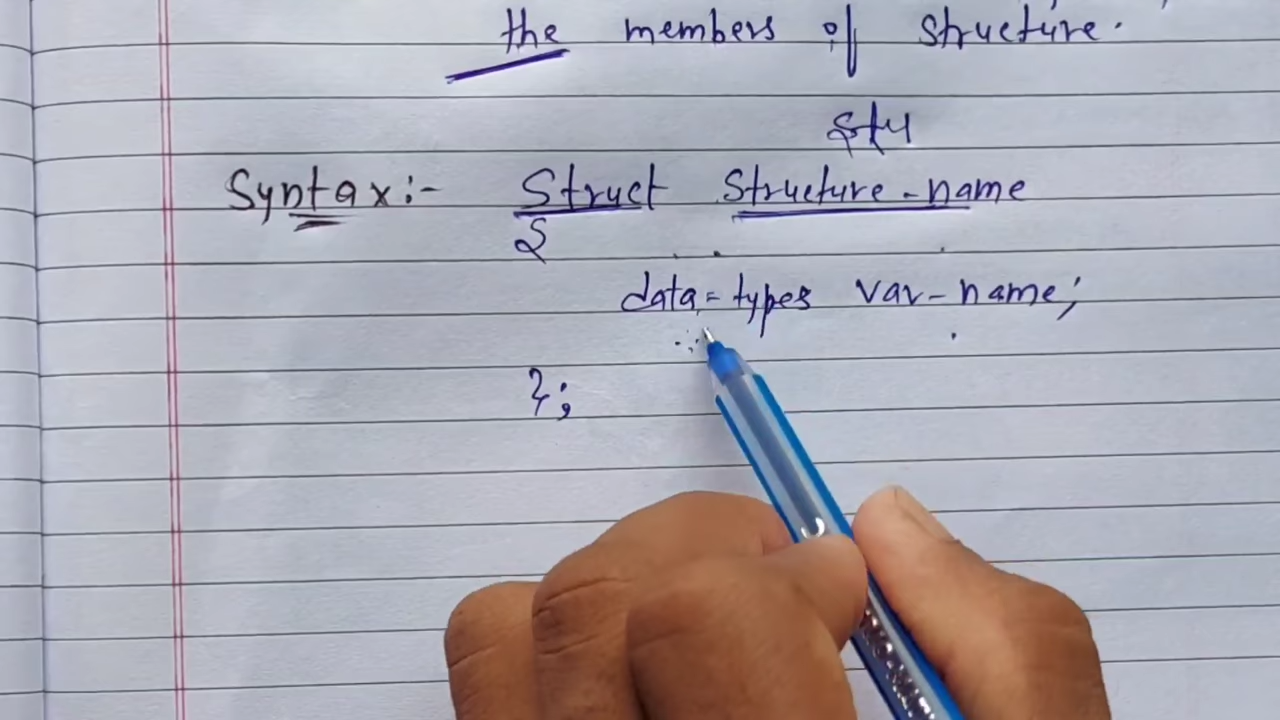 the members of structure.
stu
Syntax:- Struct Structure-name
{
data-types var-name;
};